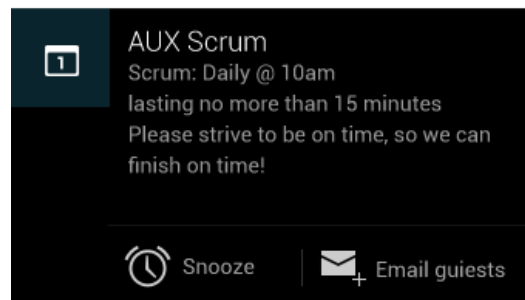 1
AUX Scrum
Scrum: Daily @ 10am
lasting no more than 15 minutes
Please strive to be on time, so we can
finish on time!
Snooze
Email guiests